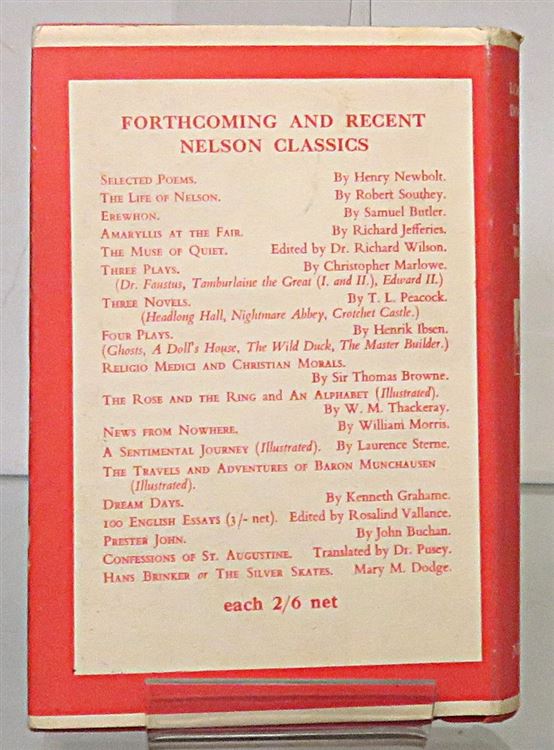 FORTHCOMING AND RECENT
NELSON CLASSICS
SELECTED POEMS. By Henry Newbolt.
THE LIFE OF NELSON. By Robert Southey.
EREWHON. By Samuel Butler.
AMARYLLIS AT THE FAIR. By Richard Jefferies.
THE MUSE OF QUIET. Edited by Dr. Richard Wilson.
THREE PLAYS. By Christopher Marlowe.
(Dr. Faustus, Tamburlaine the Great (I. and II.), Edward II.)
THREE NOVELS. By T. L. Peacock.
(Headlong Hall, Nightmare Abbey, Crotchet Castle.)
FOUR PLAYS. By Henrik Ibsen.
(Ghosts, A Doll's House, The Wild Duck, The Master Builder.)
RELIGIO MEDICI AND CHRISTIAN MORALS.
By Sir Thomas Browne.
THE ROSE AND THE RING and AN ALPHABET (Illustrated).
By W. M. Thackeray.
NEWS FROM NOWHERE. By William Morris.
A SENTIMENTAL JOURNEY (Illustrated). By Laurence Sterne.
THE TRAVELS AND ADVENTURES OF BARON MUNCHAUSEN
(Illustrated).
DREAM DAYS. By Kenneth Grahame.
100 ENGLISH ESSAYS (3/- net). Edited by Rosalind Vallance.
PRESTER JOHN. By John Buchan.
CONFESSIONS OF ST. AUGUSTINE. Translated by Dr. Pusey.
HANS BRINKER or THE SILVER SKATES. Mary M. Dodge.
each 2/6 net